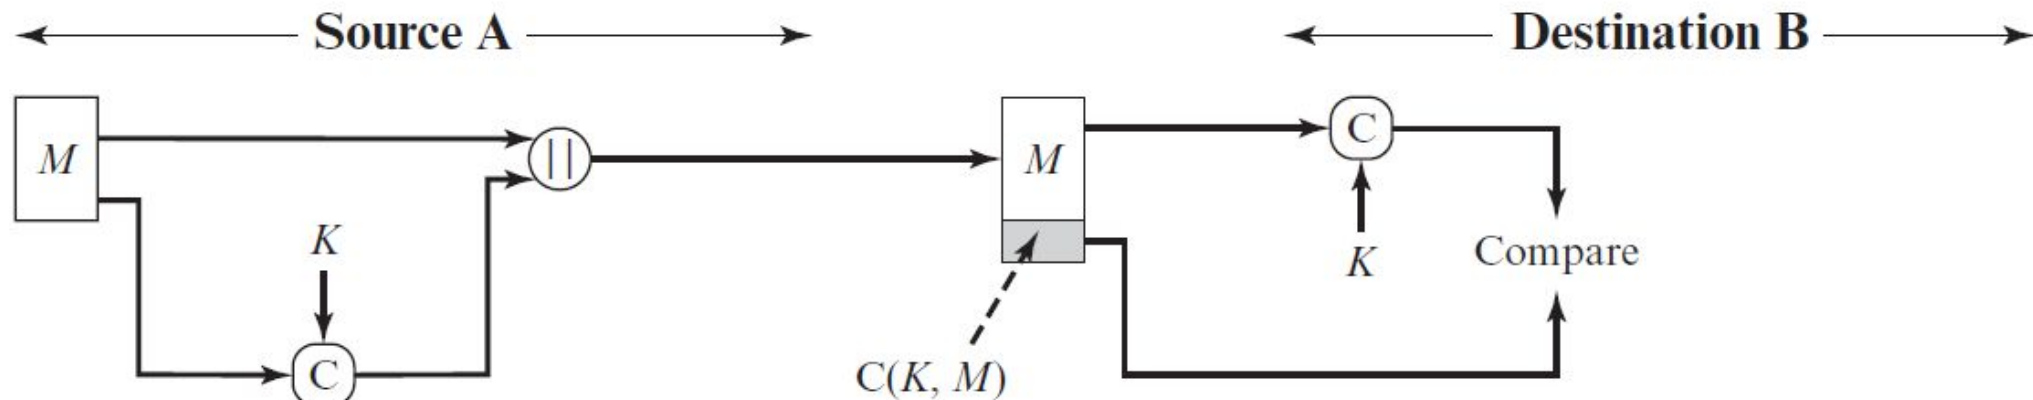 Source A
Destination B
M
||
M
C
K
K
Compare
C
C(K, M)